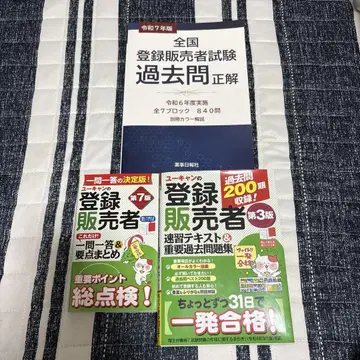 令和7年版
全国
登録販売者試験
過去問正解
令和6年度実施
全7ブロック 840問
別冊カラー解説
薬事日報社
一問一答の決定版!
ユーキャンの
登録
販売者
第7版
これだけ!
一問一答&
要点まとめ
重要ポイント
総点検!
ユーキャンの
過去問
200題
収録!
登録
販売者
第3版
速習テキスト&
重要過去問題集
オールカラー
ちょっとずつ31日で
一発合格!